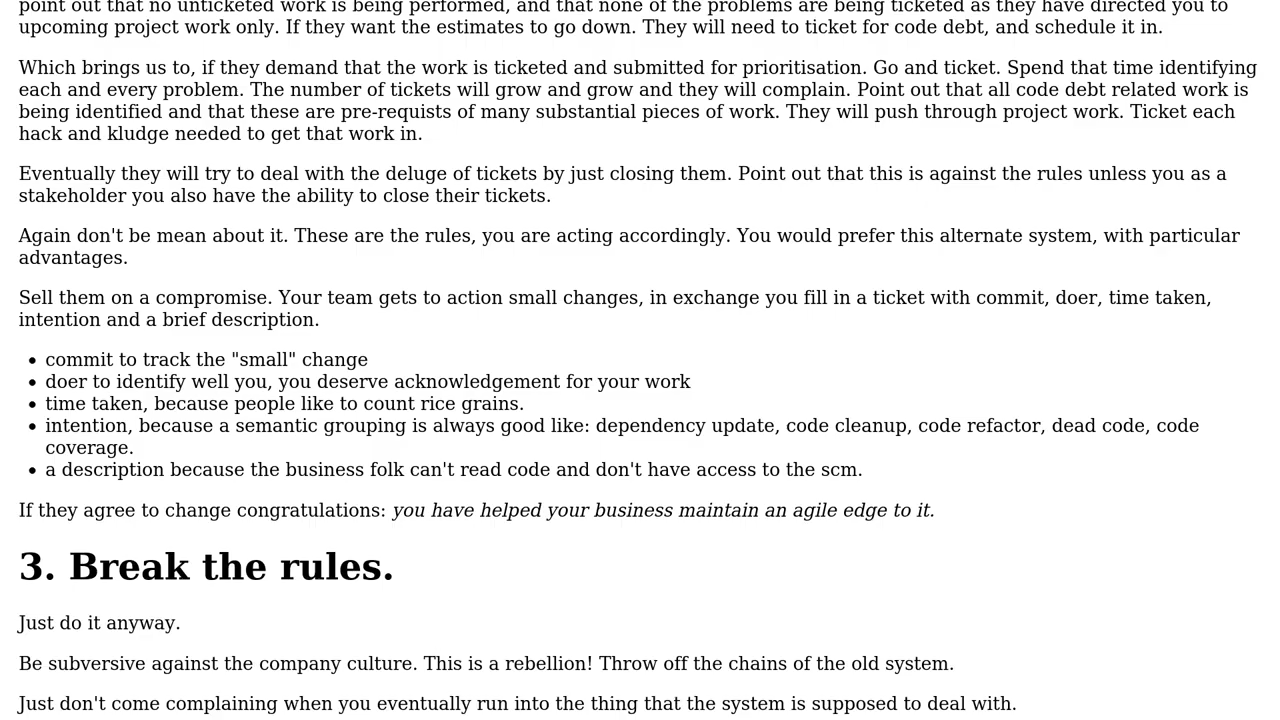 point out that no unticketed work is being performed, and that none of the problems are being ticketed as they have directed you to
upcoming project work only. If they want the estimates to go down. They will need to ticket for code debt, and schedule it in.
Which brings us to, if they demand that the work is ticketed and submitted for prioritisation. Go and ticket. Spend that time identifying
each and every problem. The number of tickets will grow and grow and they will complain. Point out that all code debt related work is
being identified and that these are pre-requists of many substantial pieces of work. They will push through project work. Ticket each
hack and kludge needed to get that work in.
Eventually they will try to deal with the deluge of tickets by just closing them. Point out that this is against the rules unless you as a
stakeholder you also have the ability to close their tickets.
Again don't be mean about it. These are the rules, you are acting accordingly. You would prefer this alternate system, with particular
advantages.
Sell them on a compromise. Your team gets to action small changes, in exchange you fill in a ticket with commit, doer, time taken,
intention and a brief description.
• commit to track the "small" change
• doer to identify well you, you deserve acknowledgement for your work
• time taken, because people like to count rice grains.
• intention, because a semantic grouping is always good like: dependency update, code cleanup, code refactor, dead code, code
coverage.
• a description because the business folk can't read code and don't have access to the scm.
If they agree to change congratulations: you have helped your business maintain an agile edge to it.
3. Break the rules.
Just do it anyway.
Be subversive against the company culture. This is a rebellion! Throw off the chains of the old system.
Just don't come complaining when you eventually run into the thing that the system is supposed to deal with.